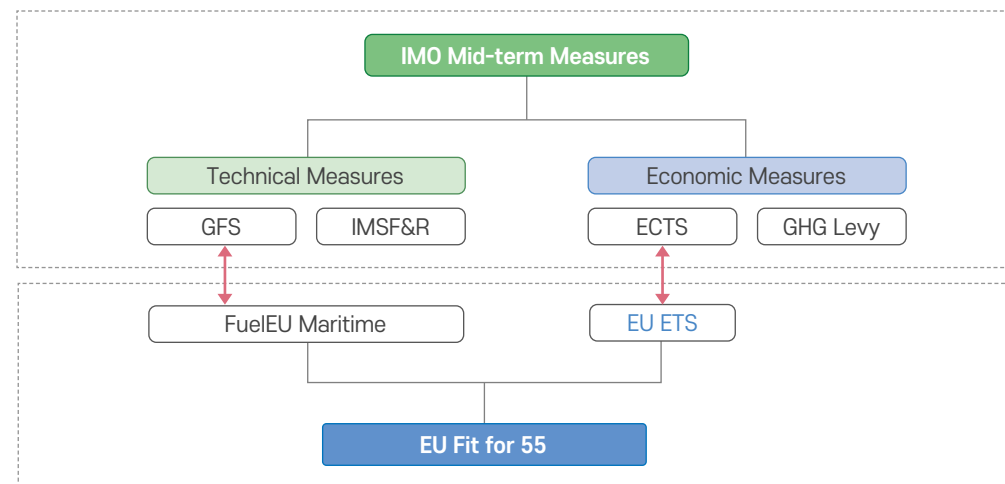 IMO Mid-term Measures
Technical Measures
Economic Measures
GFS
IMSF&R
ECTS
GHG Levy
FuelEU Maritime
EU ETS
EU Fit for 55